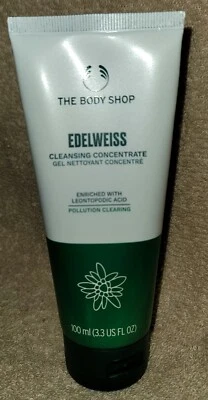 THE BODY SHOP
EDELWEISS
CLEANSING CONCENTRATE
GEL NETTOYANT CONCENTRÉ
ENRICHED WITH
LEONTOPODIC ACID
POLLUTION CLEARING
100 ml (3.3 US FL OZ)